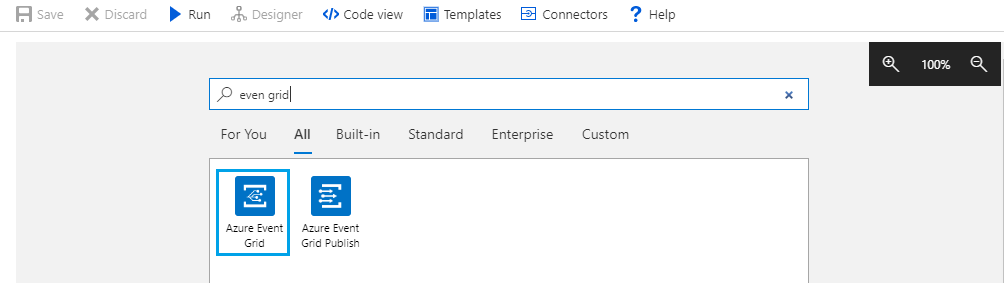 Save Discard Run Designer Code view Templates Connectors ? Help
100%
even grid ×
For You All Built-in Standard Enterprise Custom
Azure Event Azure Event
Grid Grid Publish